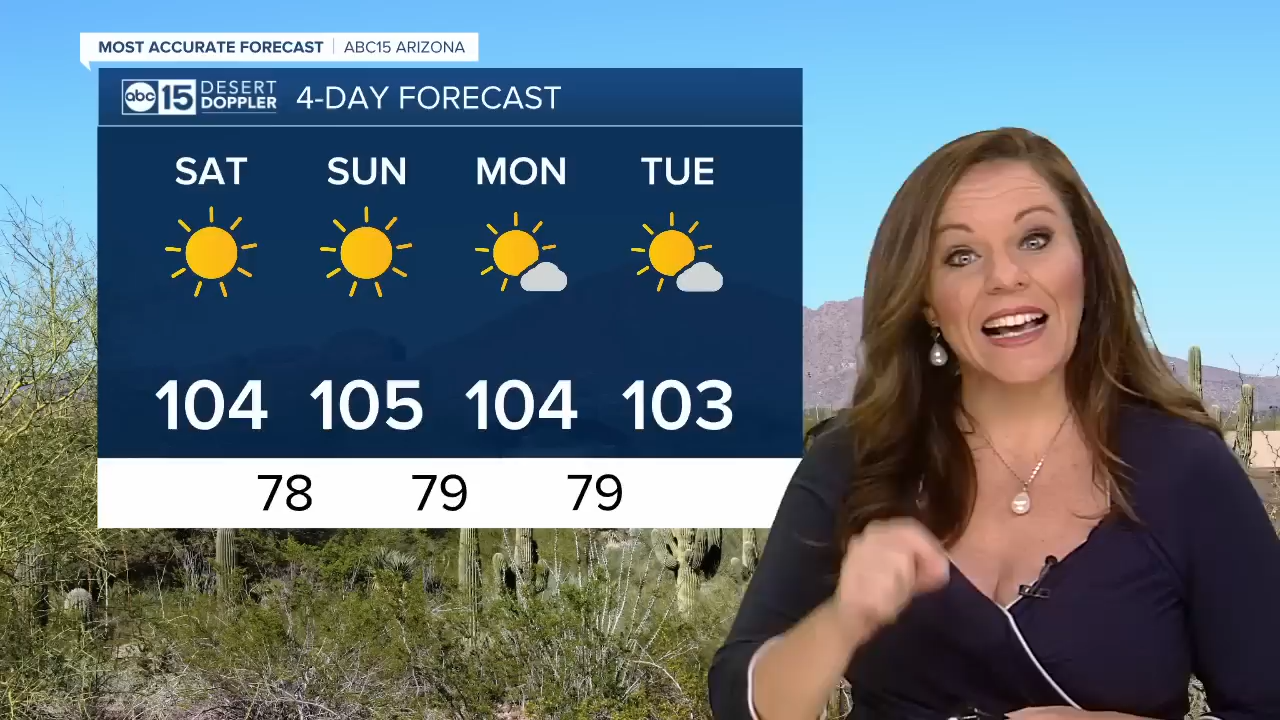 MOST ACCURATE FORECAST | ABC15 ARIZONA
abc 15 DESERT DOPPLER 4-DAY FORECAST
SAT SUN MON TUE
104 105 104 103
78 79 79